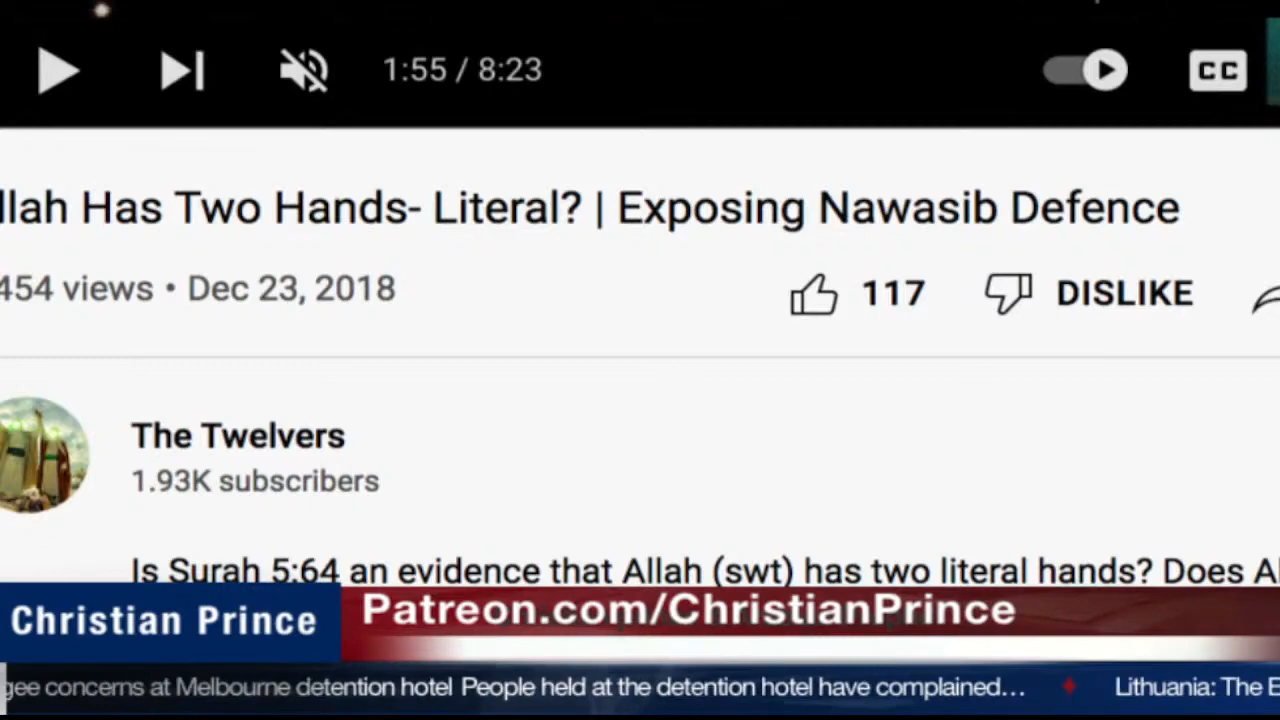 1:55 / 8:23
CC
llah Has Two Hands- Literal? | Exposing Nawasib Defence
454 views • Dec 23, 2018
117
DISLIKE
The Twelvers
1.93K subscribers
Is Surah 5:64 an evidence that Allah (swt) has two literal hands? Does Al
Christian Prince
Patreon.com/ChristianPrince
gee concerns at Melbourne detention hotel People held at the detention hotel have complained... Lithuania: The E